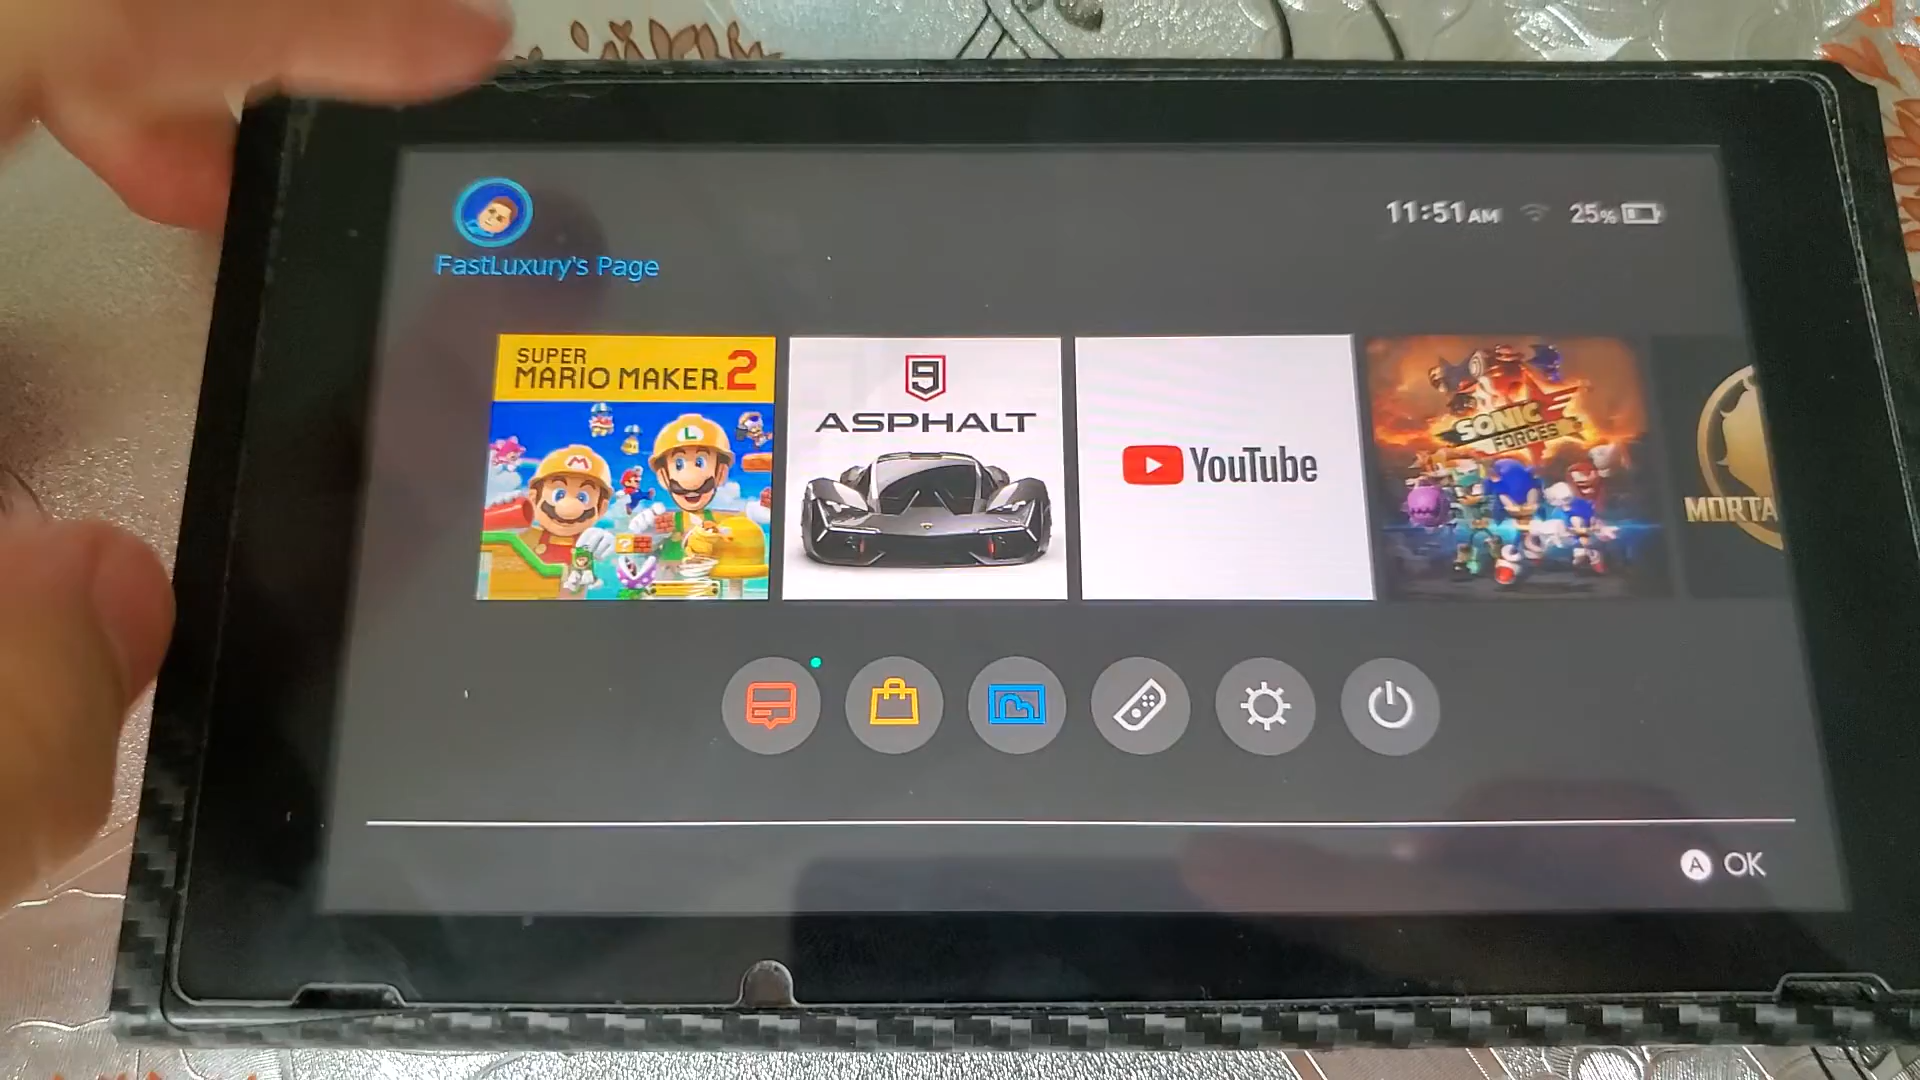 11:51 AM 25%
FastLuxury's Page
SUPER
MARIO MAKER 2
9
ASPHALT
YouTube
SONIC
FORCES
MORTA
L
M
A OK